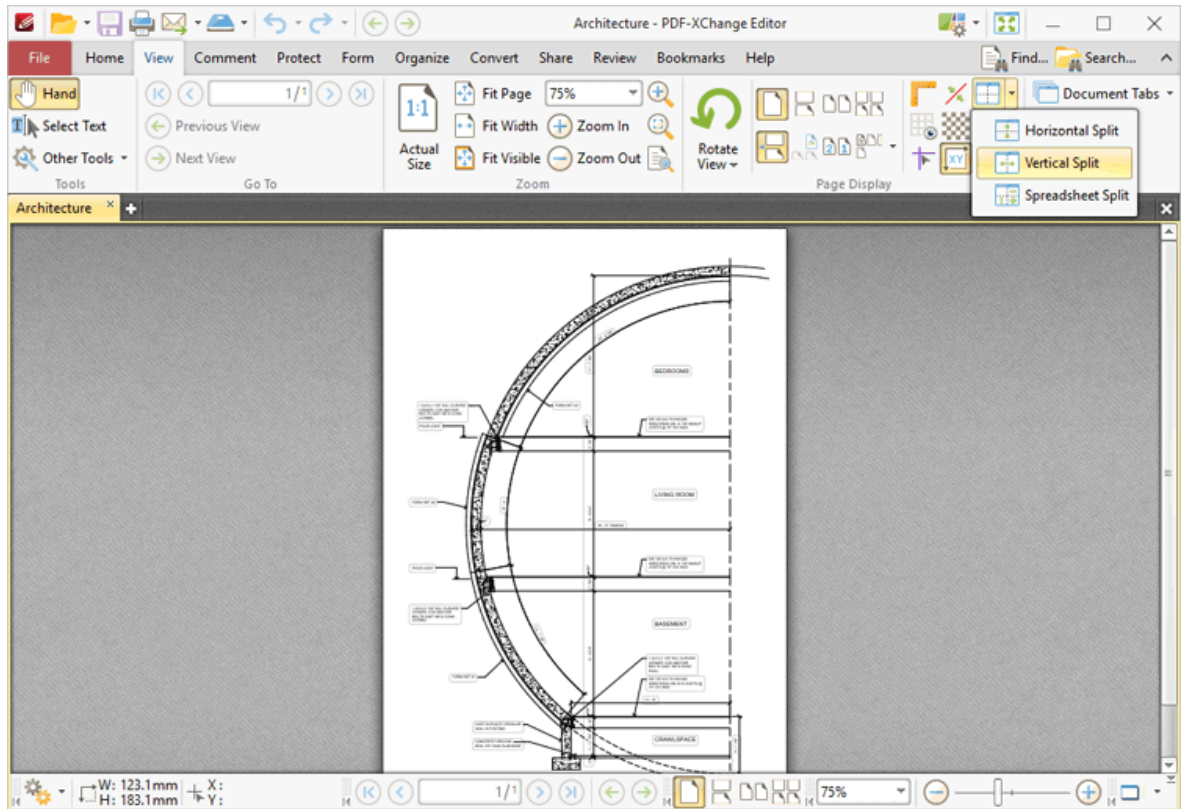 Architecture - PDF-XChange Editor
File Home View Comment Protect Form Organize Convert Share Review Bookmarks Help Find... Search...
Hand 1/1 1:1 Fit Page 75% Document Tabs
Select Text Previous View Fit Width Zoom In Horizontal Split
Other Tools Next View Actual Size Fit Visible Zoom Out Rotate View XY Vertical Split
Tools Go To Zoom Page Display Spreadsheet Split
Architecture
BEDROOMS
LIVING ROOM
BASEMENT
CRAWLSPACE
W: 123.1mm X: 1/1 75%
H: 183.1mm Y: